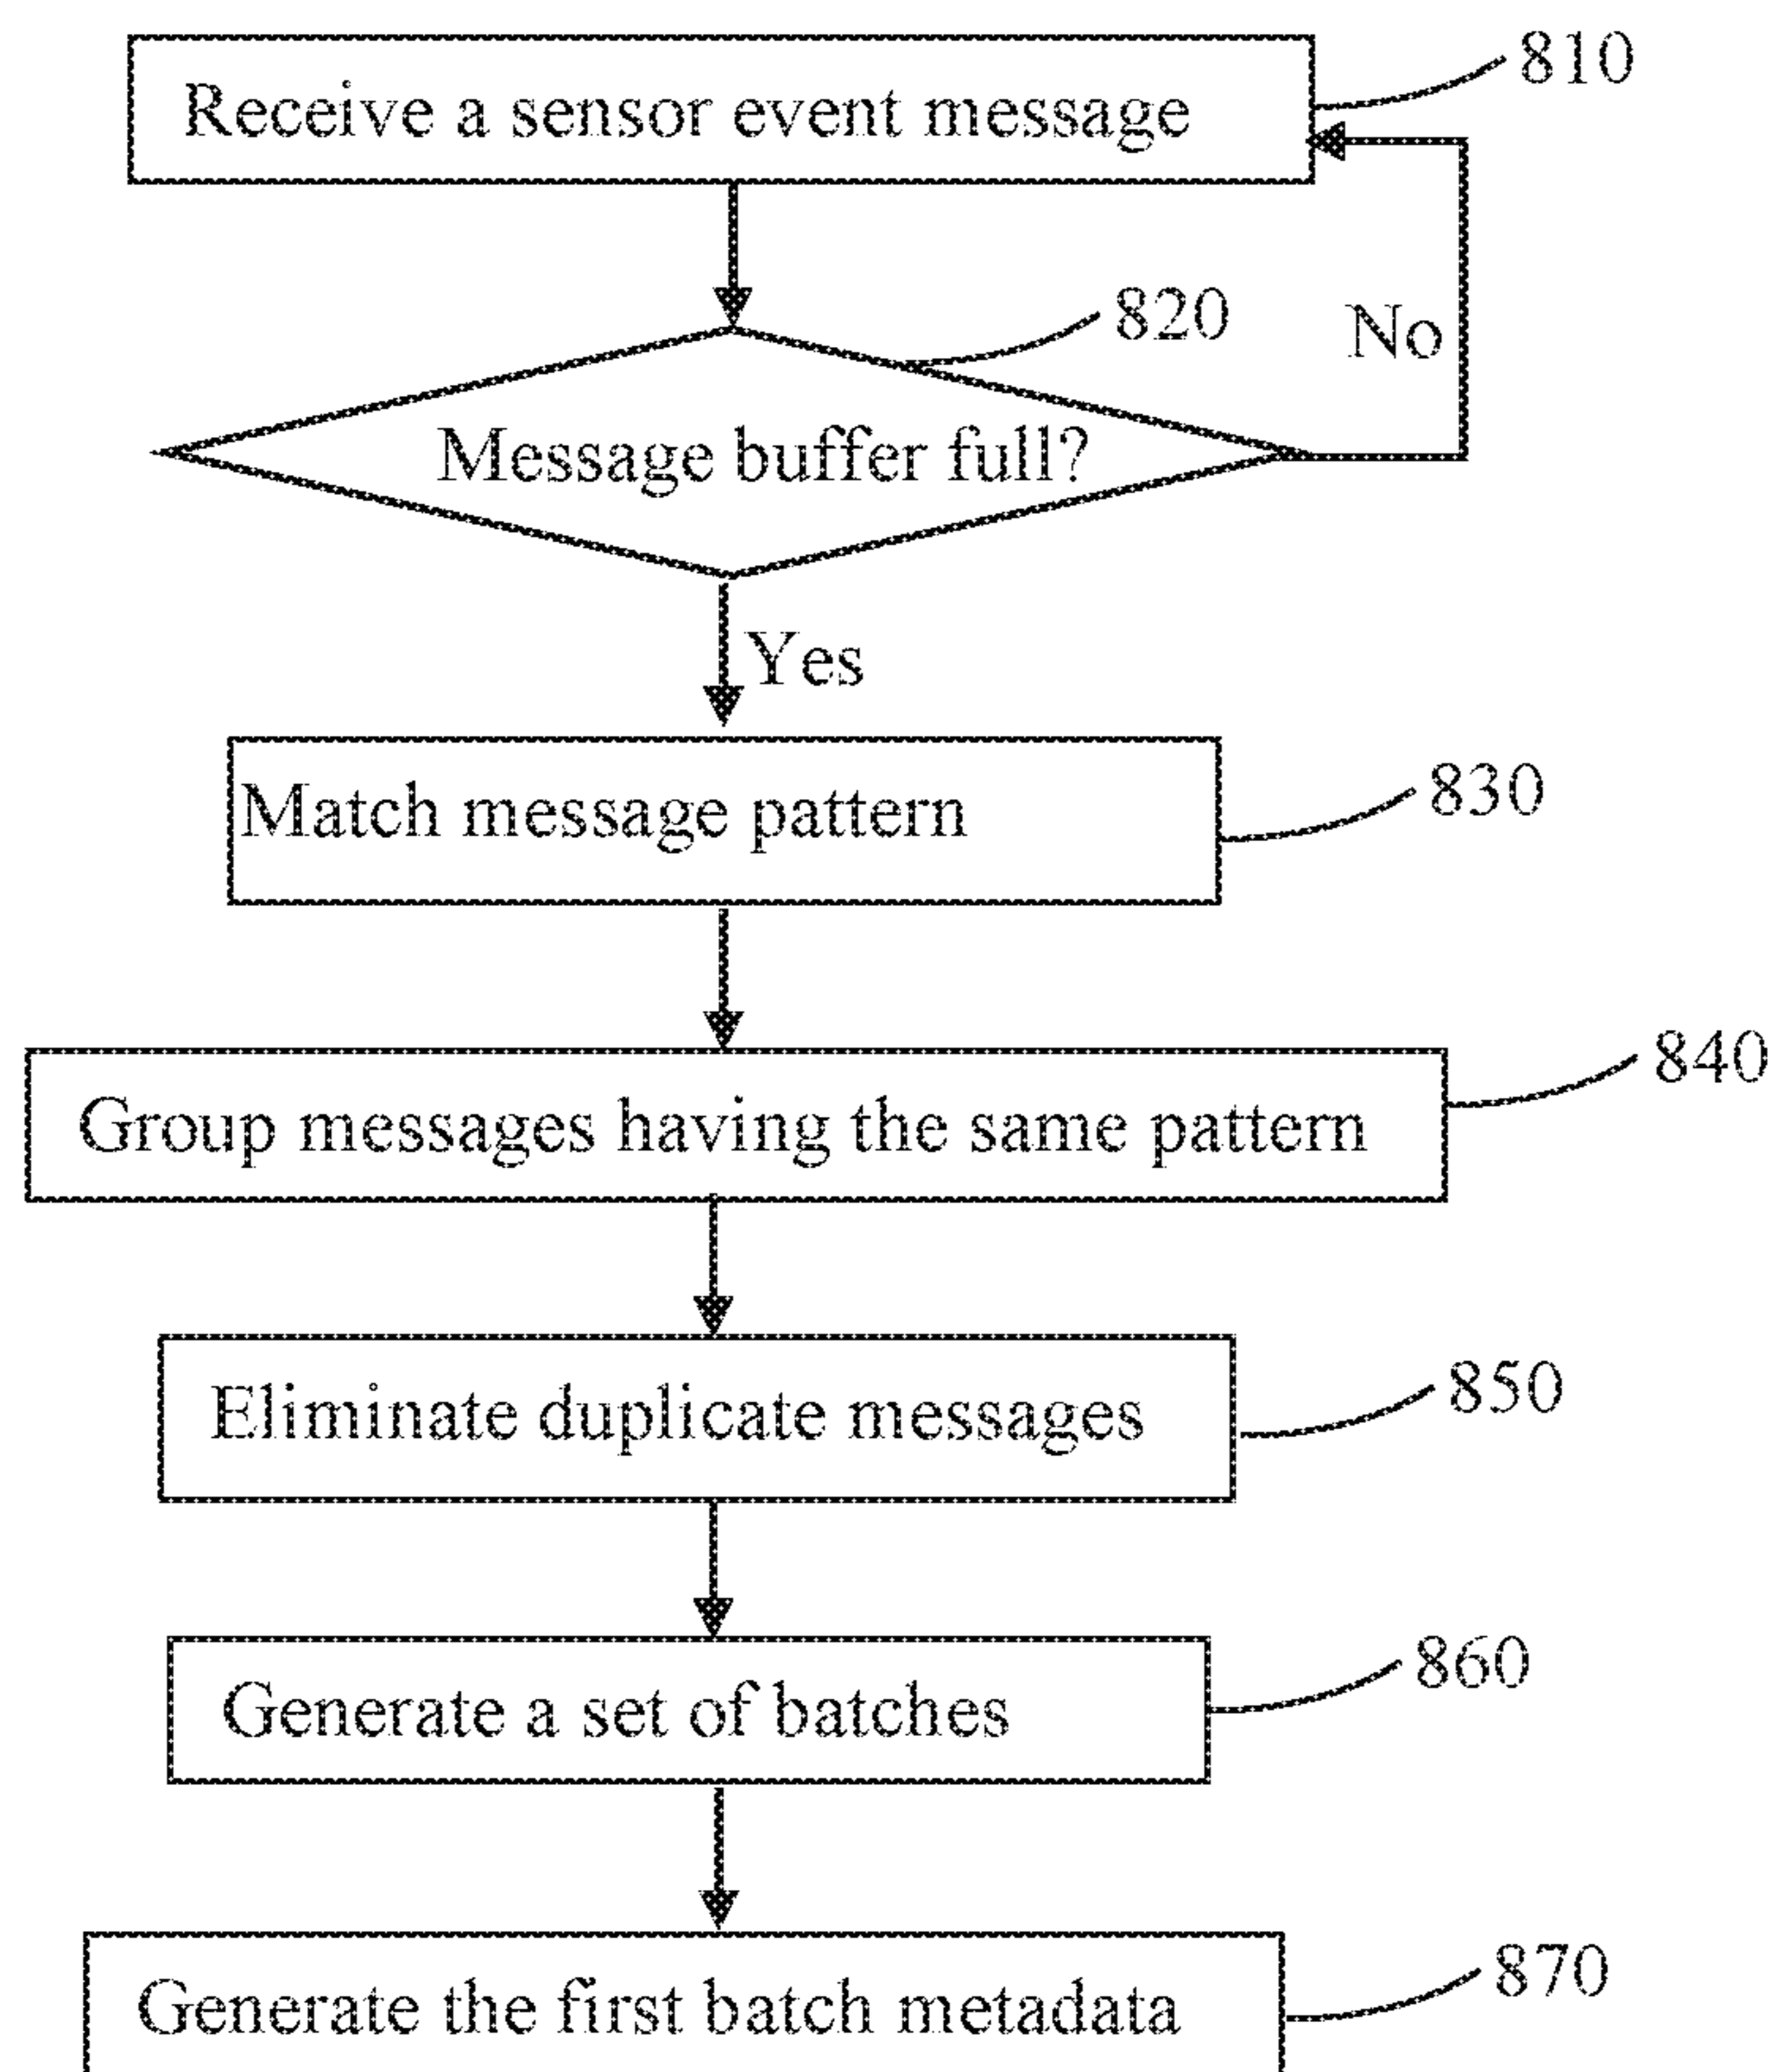 Receive a sensor event message
810
820
No
Message buffer full?
Yes
Match message pattern
830
Group messages having the same pattern
840
Eliminate duplicate messages
850
Generate a set of batches
860
Generate the first batch metadata
870